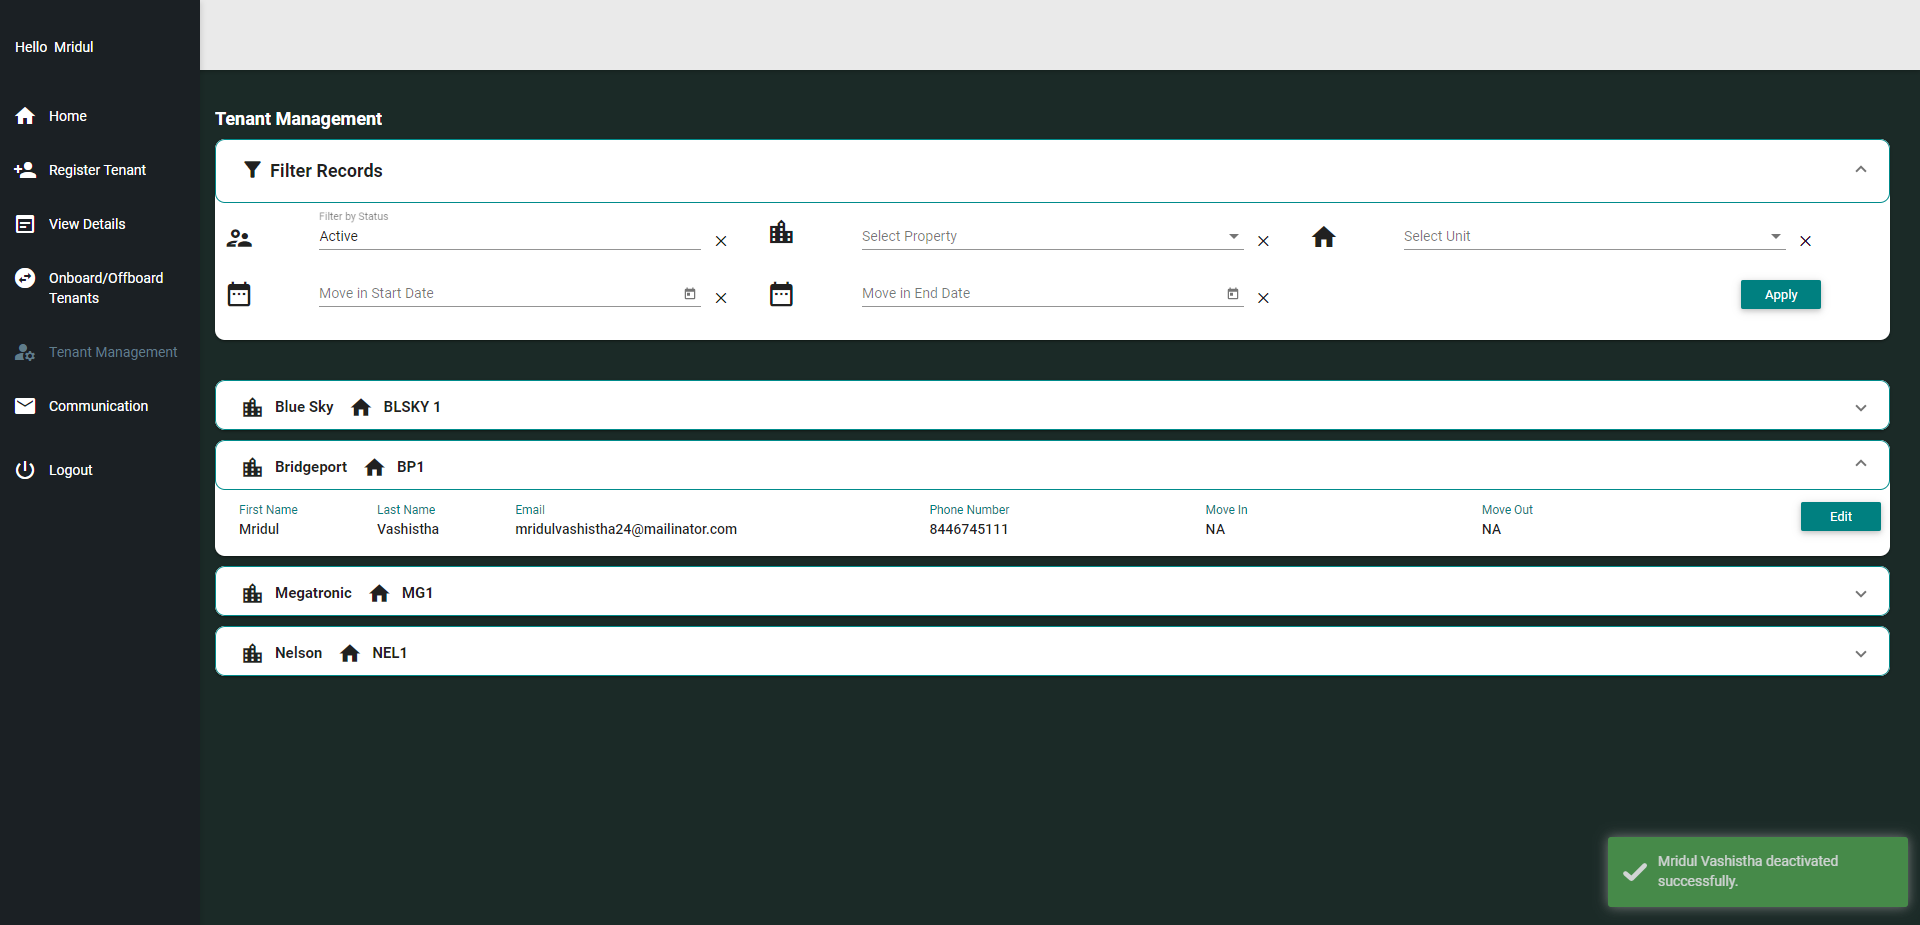 Hello Mridul
Home
Register Tenant
View Details
Onboard/Offboard
Tenants
Tenant Management
Communication
Logout
Tenant Management
Filter Records
Filter by Status
Active
Select Property
Select Unit
Move in Start Date
Move in End Date
Apply
Blue Sky BLSKY 1
Bridgeport BP1
First Name Last Name Email Phone Number Move In Move Out
Mridul Vashistha mridulvashistha24@mailinator.com 8446745111 NA NA
Edit
Megatronic MG1
Nelson NEL1
Mridul Vashistha deactivated
successfully.